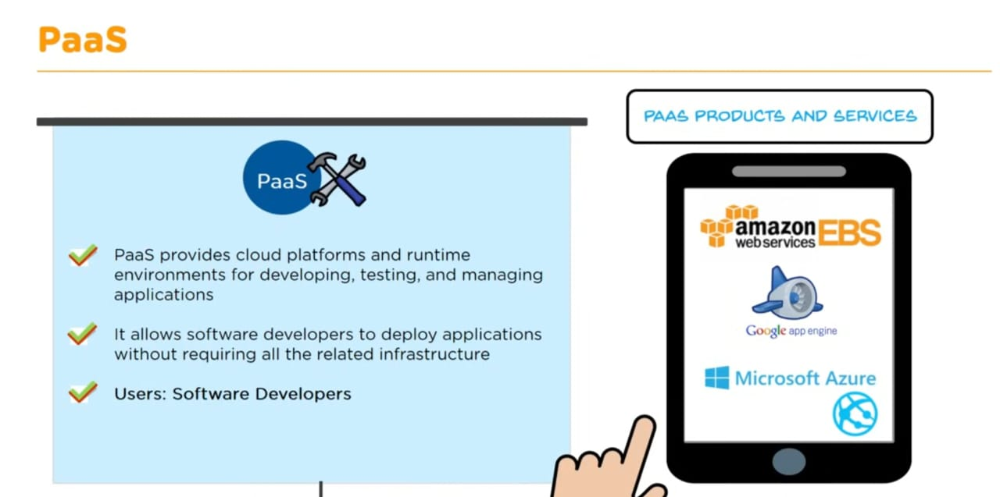 PaaS
PAAS PRODUCTS AND SERVICES
PaaS
PaaS provides cloud platforms and runtime
environments for developing, testing, and managing
applications
It allows software developers to deploy applications
without requiring all the related infrastructure
Users: Software Developers
amazon
web services
EBS
Google app engine
Microsoft Azure